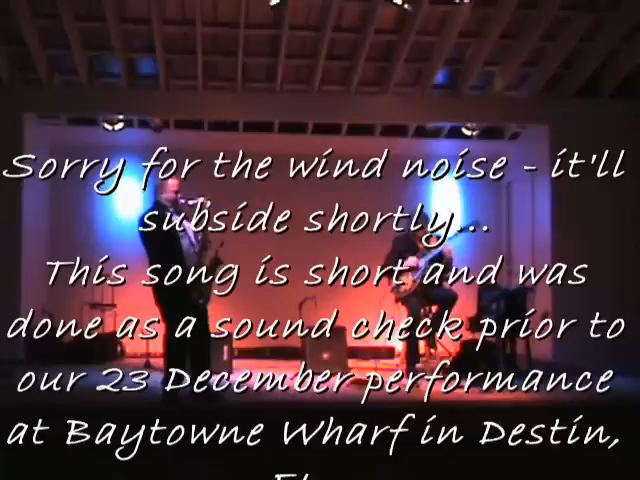 Sorry for the wind noise - it'll
subside shortly...
This song is short and was
done as a sound check prior to
our 23 December performance
at Baytowne Wharf in Destin,